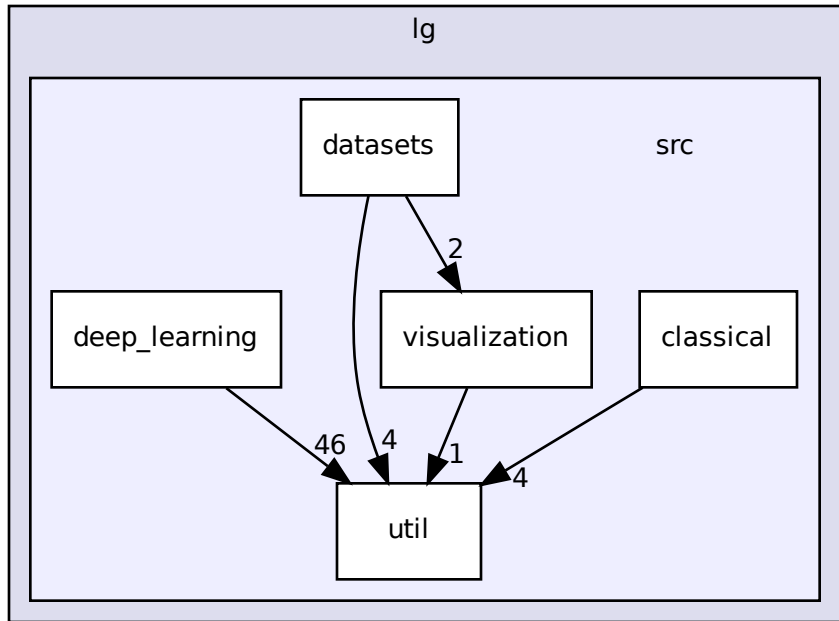 lg
datasets
src
2
deep_learning
visualization
classical
46
4
1
4
util